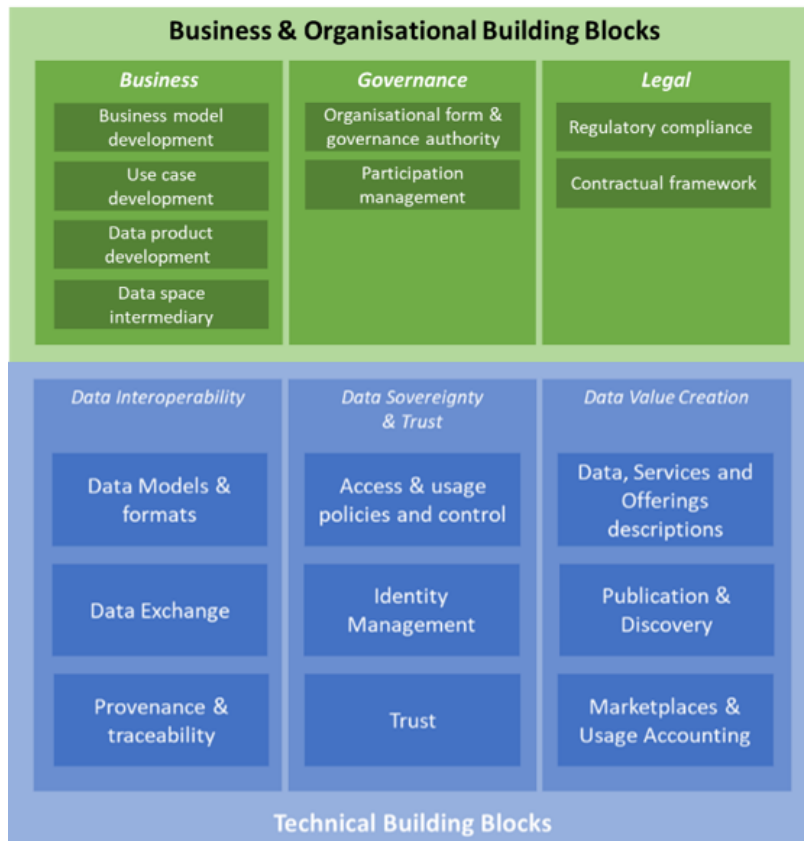 Business & Organisational Building Blocks
Business
Business model
development
Use case
development
Data product
development
Data space
intermediary
Governance
Organisational form &
governance authority
Participation
management
Legal
Regulatory compliance
Contractual framework
Data Interoperability
Data Models &
formats
Data Exchange
Provenance &
traceability
Data Sovereignty
& Trust
Access & usage
policies and control
Identity
Management
Trust
Data Value Creation
Data, Services and
Offerings
descriptions
Publication &
Discovery
Marketplaces &
Usage Accounting
Technical Building Blocks